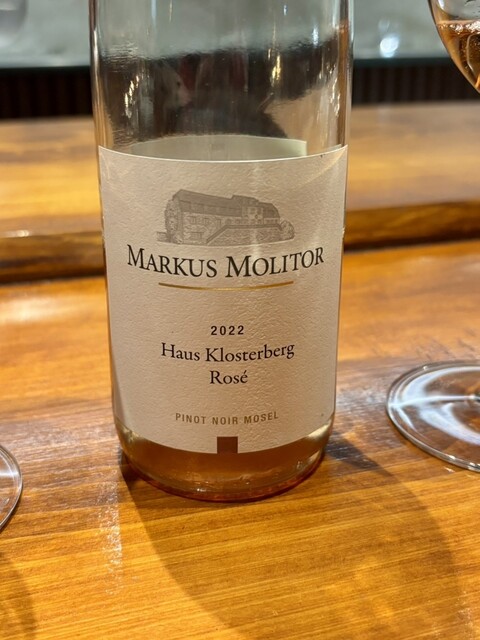 MARKUS MOLITOR
2022
Haus Klosterberg
Rosé
PINOT NOIR MOSEL